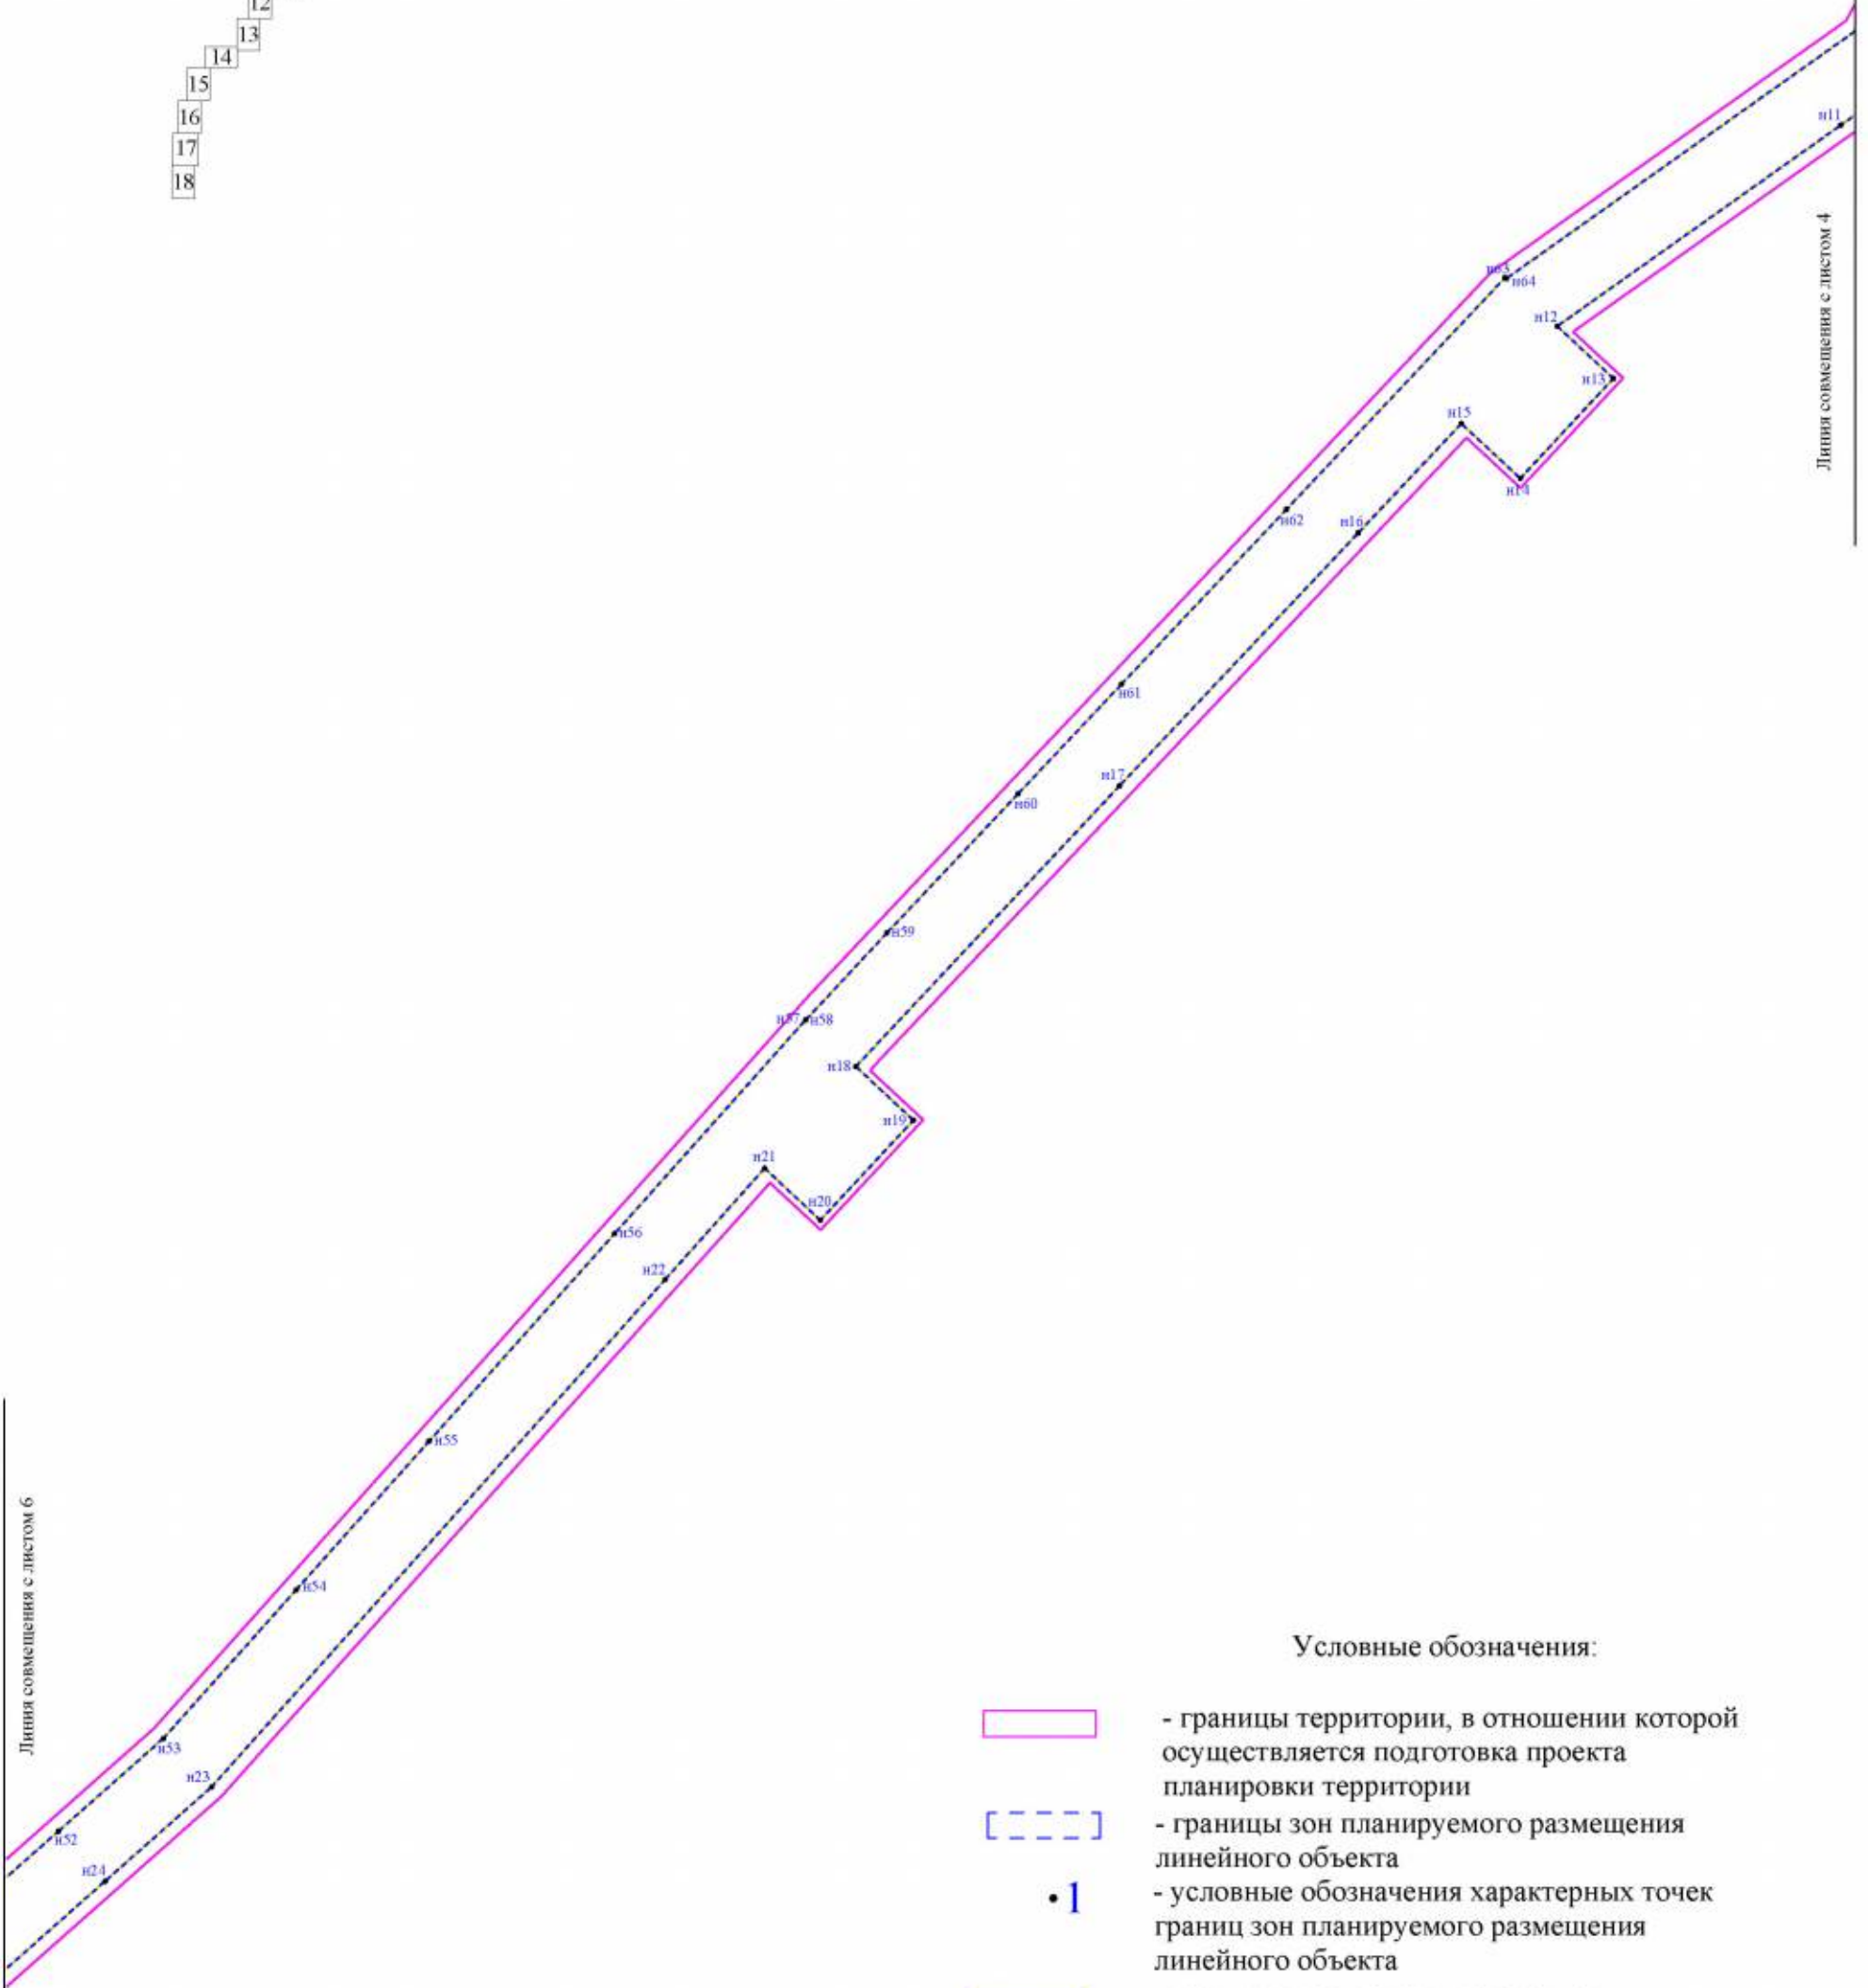 12
13
14
15
16
17
18
н11
Линия совмещения с листом 4
н63
н64
н12
н13
н15
н14
н62
н16
н61
н17
н60
н59
н57
н58
н18
н19
н21
н20
н56
н22
н55
Линия совмещения с листом 6
н54
н53
н23
н52
н24
Условные обозначения:
- границы территории, в отношении которой
осуществляется подготовка проекта
планировки территории
- границы зон планируемого размещения
линейного объекта
1
- условные обозначения характерных точек
границ зон планируемого размещения
линейного объекта